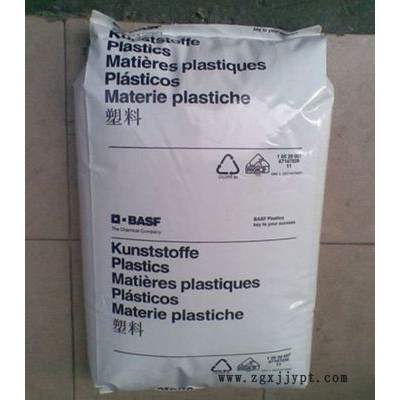 Kunststoffe
Plastics
Matières plastiques
Plásticos
Materie plastiche
塑料
BASF
The Chemical Company
BASF Plastics
key to your success
Kunststoffe
Plastics
Matières plastiques
Plásticos
Materie plastiche
塑料
www.zgxjjypt.com